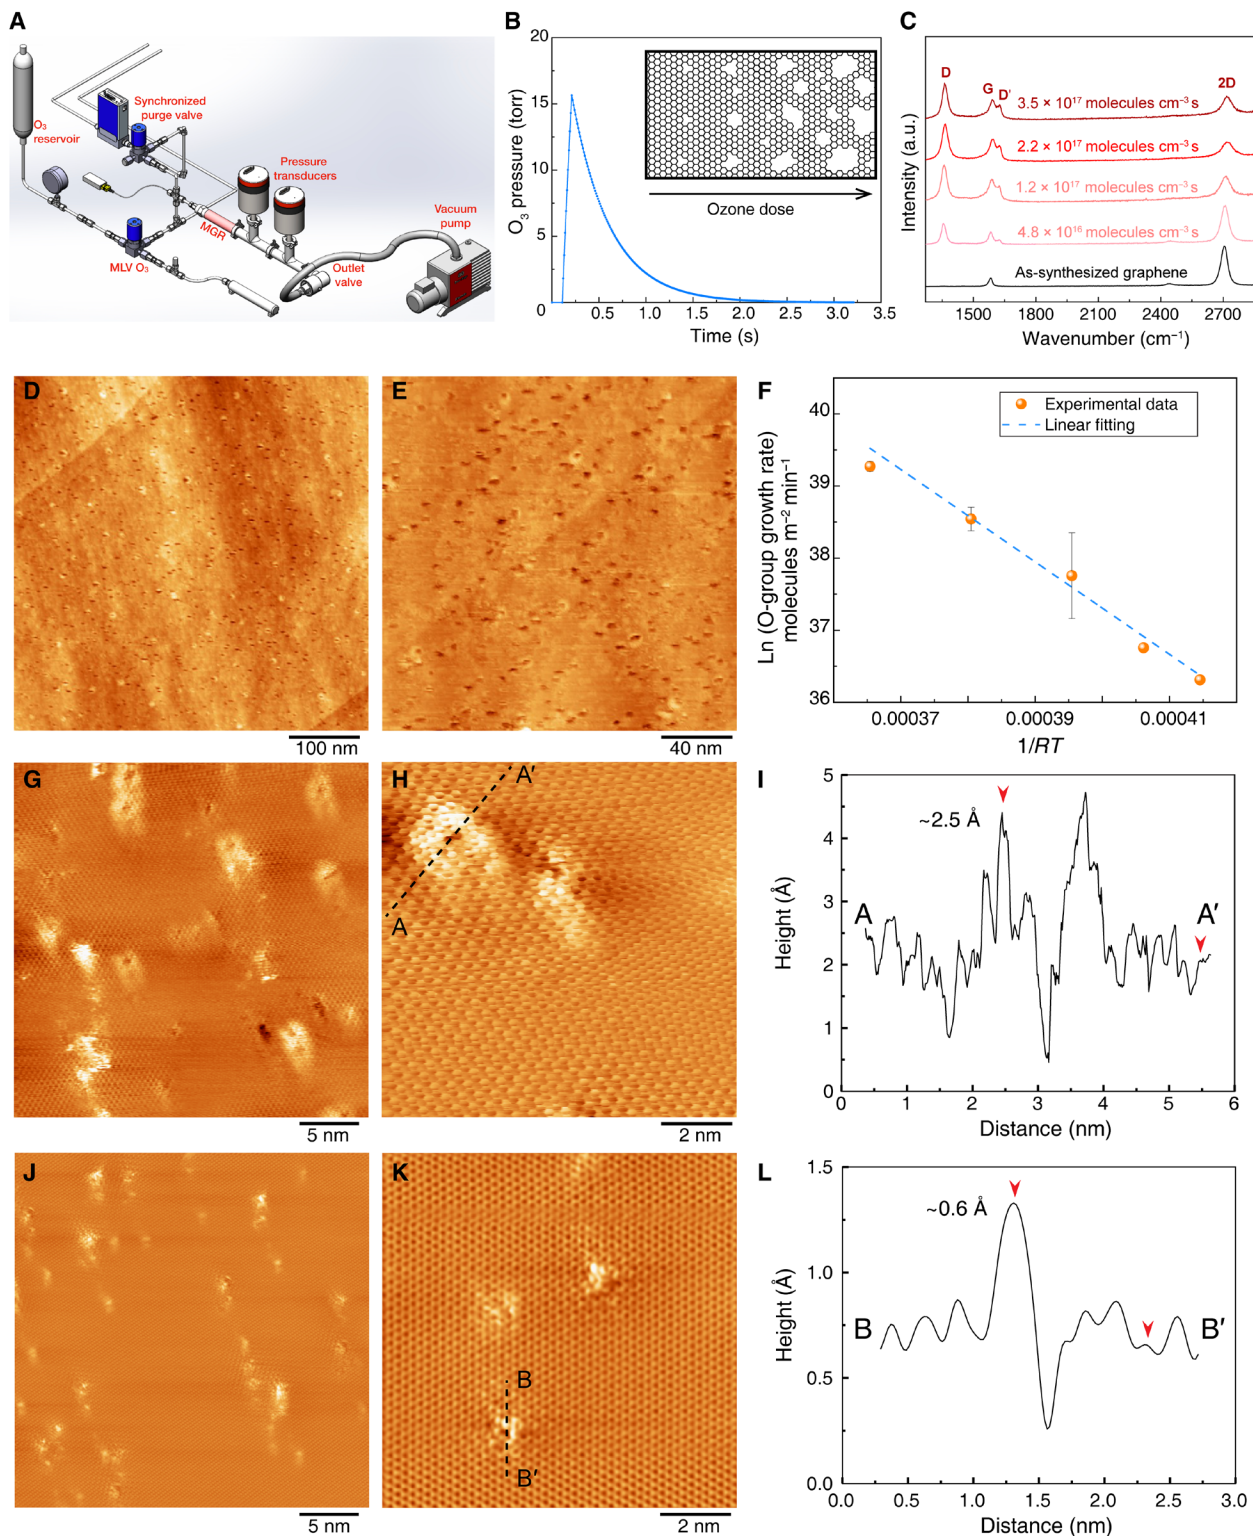 A
O₃
reservoir
Synchronized
purge valve
Pressure
transducers
MGR
MLV O₃
Outlet
valve
Vacuum
pump
B
O₃ pressure (torr)
20
15
10
5
0
0.5 1.0 1.5 2.0 2.5 3.0 3.5
Time (s)
Ozone dose
C
Intensity (a.u.)
D
G
D′
2D
3.5 × 10¹⁷ molecules cm⁻³ s
2.2 × 10¹⁷ molecules cm⁻³ s
1.2 × 10¹⁷ molecules cm⁻³ s
4.8 × 10¹⁶ molecules cm⁻³ s
As-synthesized graphene
1500 1800 2100 2400 2700
Wavenumber (cm⁻¹)
D
100 nm
E
40 nm
F
Ln (O-group growth rate)
molecules m⁻² min⁻¹
40
39
38
37
36
Experimental data
Linear fitting
0.00037 0.00039 0.00041
1/RT
G
5 nm
H
A
A′
2 nm
I
Height (Å)
5
4
3
2
1
0
~2.5 Å
A
A′
0 1 2 3 4 5 6
Distance (nm)
J
5 nm
K
B
B′
2 nm
L
Height (Å)
1.5
1.0
0.5
0.0
~0.6 Å
B
B′
0.0 0.5 1.0 1.5 2.0 2.5 3.0
Distance (nm)